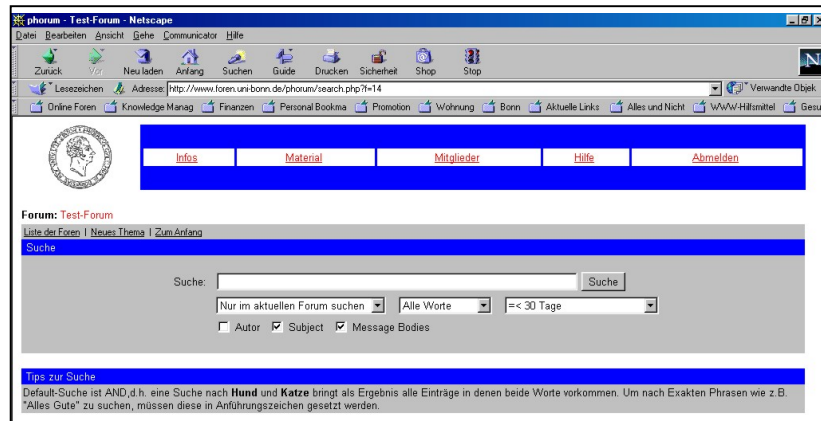 phorum - Test-Forum - Netscape
Datei Bearbeiten Ansicht Gehe Communicator Hilfe
Zurück Vor Neu laden Anfang Suchen Guide Drucken Sicherheit Shop Stop
Lesezeichen Adresse: http://www.foren.uni-bonn.de/phorum/search.php?f=14 Verwandte Objek
Online Foren Knowledge Manag Finanzen Personal Bookma Promotion Wohnung Bonn Aktuelle Links Alles und Nicht WWW-Hilfsmittel Gesu
Infos Material Mitglieder Hilfe Abmelden
Forum: Test-Forum
Liste der Foren | Neues Thema | Zum Anfang
Suche
Suche: Suche
Nur im aktuellen Forum suchen Alle Worte =< 30 Tage
Autor Subject Message Bodies
Tips zur Suche
Default-Suche ist AND,d.h. eine Suche nach Hund und Katze bringt als Ergebnis alle Einträge in denen beide Worte vorkommen. Um nach Exakten Phrasen wie z.B.
"Alles Gute" zu suchen, müssen diese in Anführungszeichen gesetzt werden.